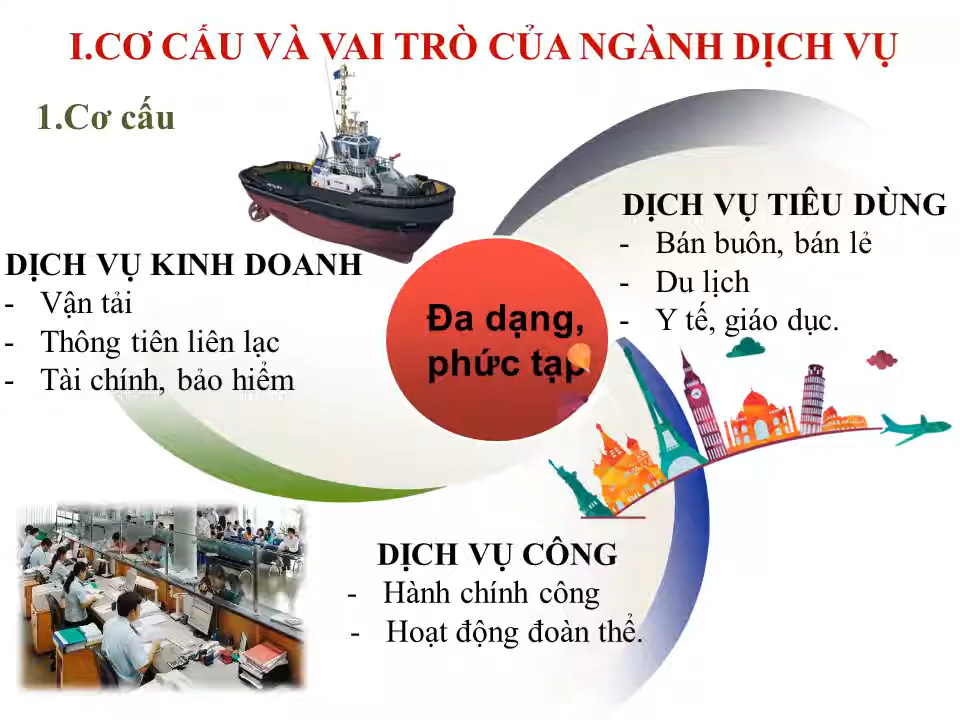 I.CƠ CẤU VÀ VAI TRÒ CỦA NGÀNH DỊCH VỤ
1.Cơ cấu
DỊCH VỤ KINH DOANH
- Vận tải
- Thông tiên liên lạc
- Tài chính, bảo hiểm
Đa dạng,
phức tạp
DỊCH VỤ TIÊU DÙNG
- Bán buôn, bán lẻ
- Du lịch
- Y tế, giáo dục.
DỊCH VỤ CÔNG
- Hành chính công
- Hoạt động đoàn thể.